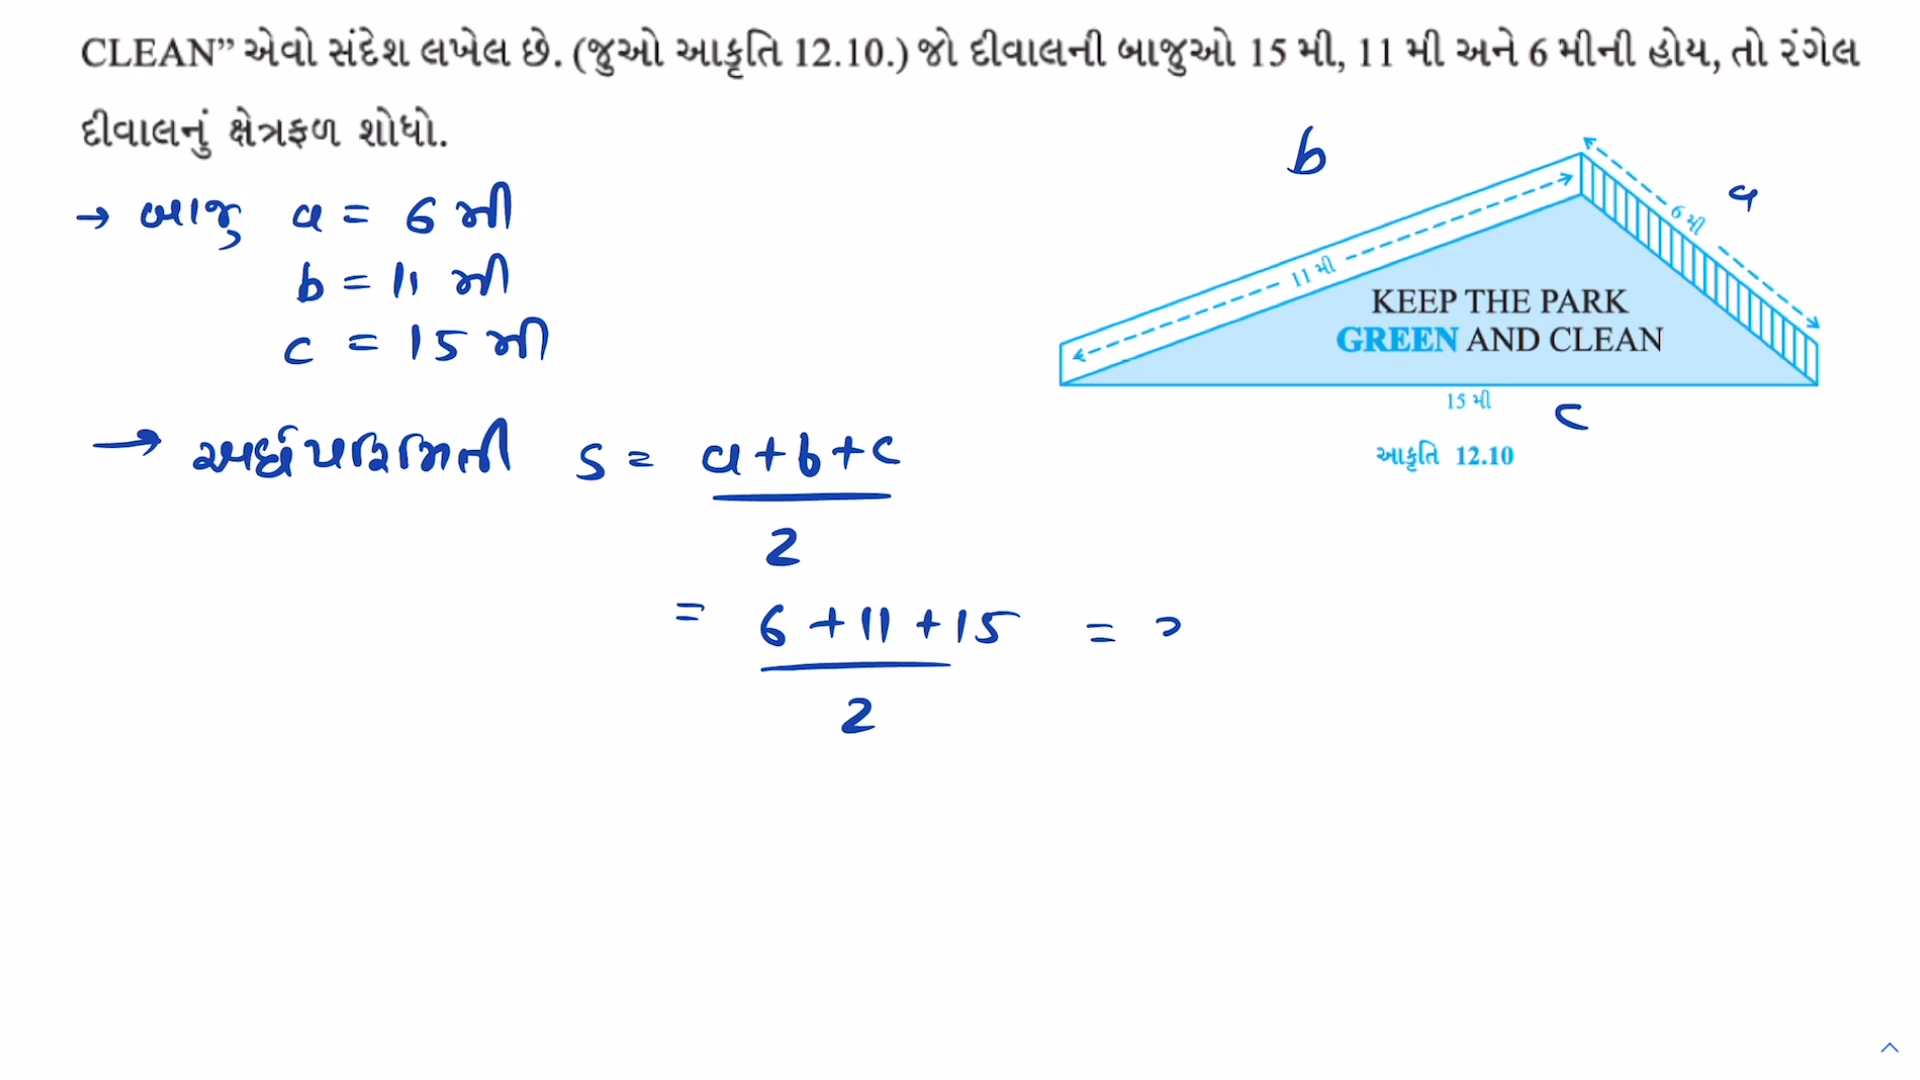 CLEAN” એવો સંદેશ લખેલ છે. (જુઓ આકૃતિ 12.10.) જો દીવાલની બાજુઓ 15 મી, 11 મી અને 6 મીની હોય, તો રંગેલ
દીવાલનું ક્ષેત્રફળ શોધો.
b
a
6 મી
11 મી
KEEP THE PARK
GREEN AND CLEAN
15 મી
c
આકૃતિ 12.10
→ બાજુ a = 6 મી
b = 11 મી
c = 15 મી
→ અર્ધપરિમિતી s = a+b+c
2
= 6 + 11 + 15 =
2